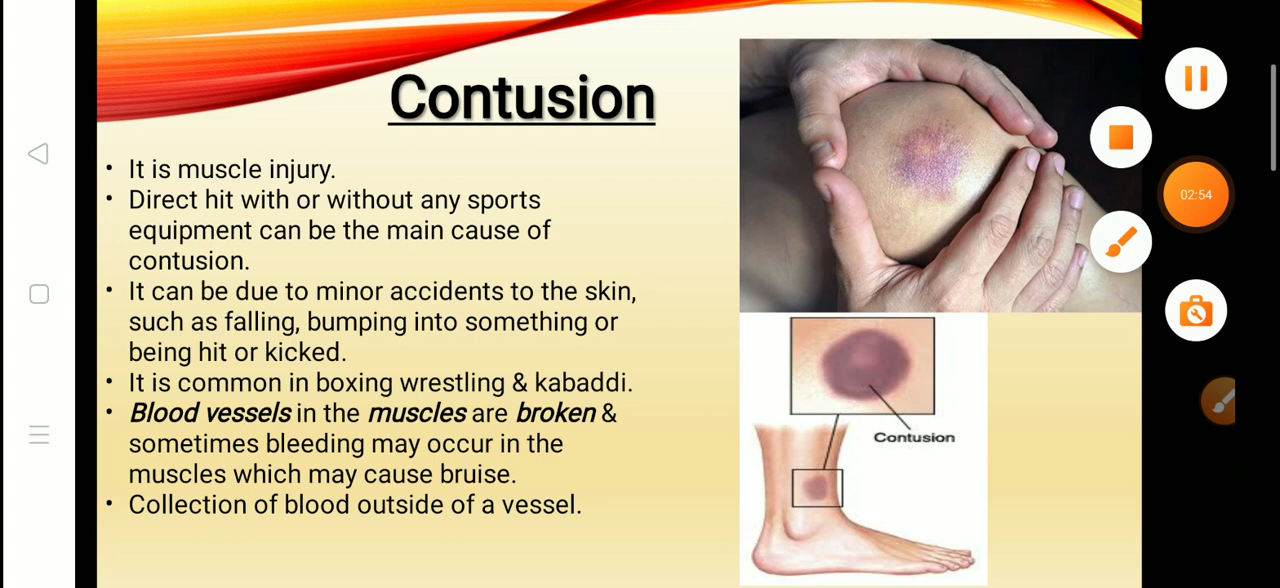 Contusion
• It is muscle injury.
• Direct hit with or without any sports
equipment can be the main cause of
contusion.
• It can be due to minor accidents to the skin,
such as falling, bumping into something or
being hit or kicked.
• It is common in boxing wrestling & kabaddi.
• Blood vessels in the muscles are broken &
sometimes bleeding may occur in the
muscles which may cause bruise.
• Collection of blood outside of a vessel.
Contusion
02:54